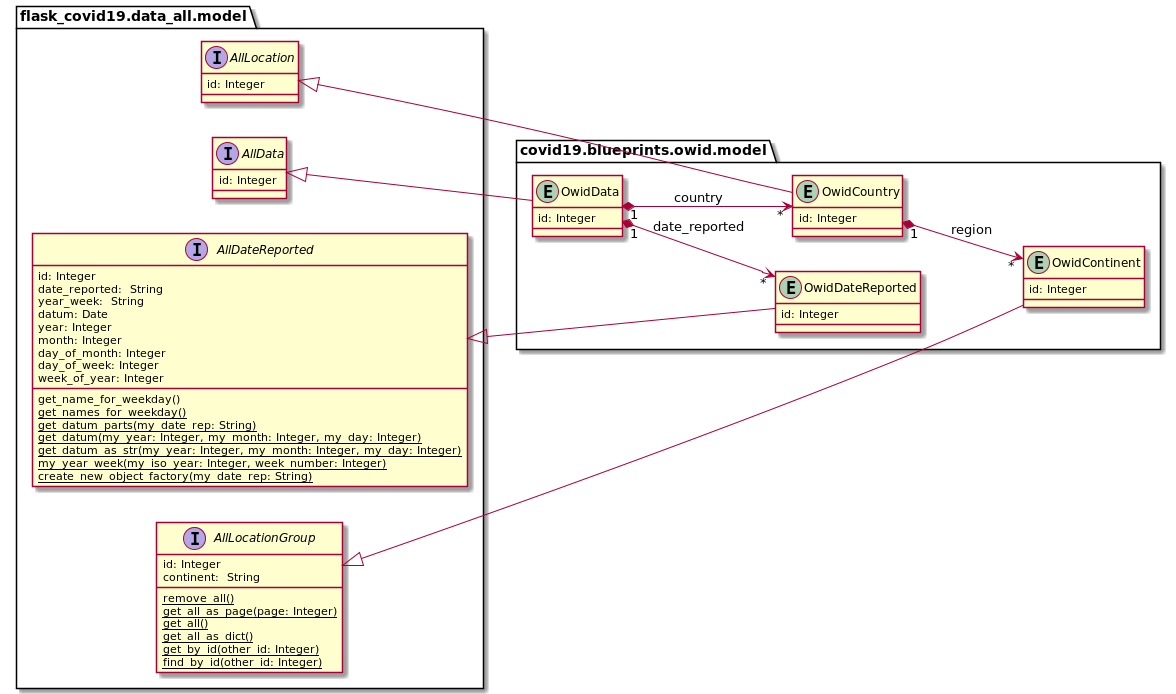 flask_covid19.data_all.model
I AllLocation
id: Integer
I AllData
id: Integer
I AllDateReported
id: Integer
date_reported:  String
year_week:  String
datum: Date
year: Integer
month: Integer
day_of_month: Integer
day_of_week: Integer
week_of_year: Integer
get_name_for_weekday()
get_names_for_weekday()
get_datum_parts(my_date_rep: String)
get_datum(my_year: Integer, my_month: Integer, my_day: Integer)
get_datum_as_str(my_year: Integer, my_month: Integer, my_day: Integer)
my_year_week(my_iso_year: Integer, week_number: Integer)
create_new_object_factory(my_date_rep: String)
I AllLocationGroup
id: Integer
continent:  String
remove_all()
get_all_as_page(page: Integer)
get_all()
get_all_as_dict()
get_by_id(other_id: Integer)
find_by_id(other_id: Integer)
covid19.blueprints.owid.model
E OwidData
id: Integer
country
1
*
date_reported
1
*
E OwidCountry
id: Integer
region
1
*
E OwidDateReported
id: Integer
E OwidContinent
id: Integer